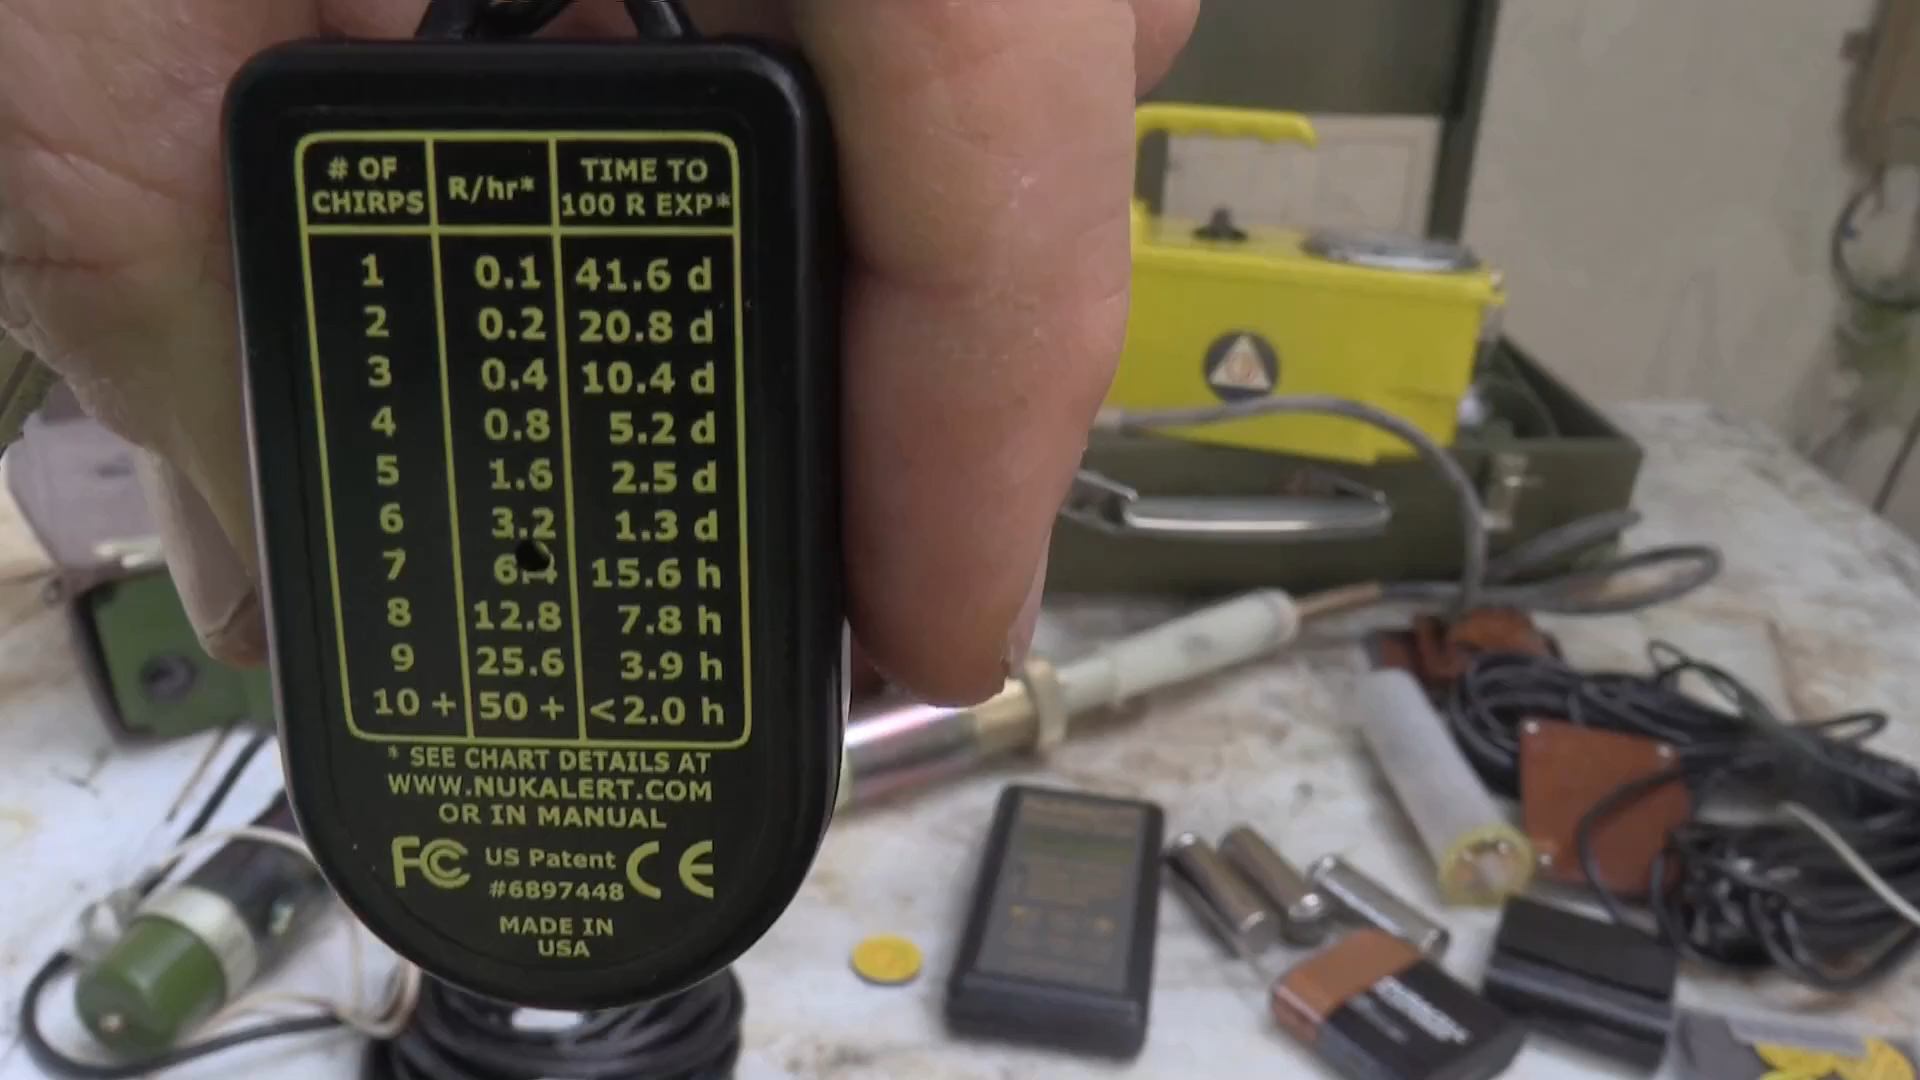 # OF CHIRPS R/hr* TIME TO 100 R EXP*
1 0.1 41.6 d
2 0.2 20.8 d
3 0.4 10.4 d
4 0.8 5.2 d
5 1.6 2.5 d
6 3.2 1.3 d
7 6.4 15.6 h
8 12.8 7.8 h
9 25.6 3.9 h
10 + 50 + <2.0 h
* SEE CHART DETAILS AT
WWW.NUKALERT.COM
OR IN MANUAL
FC US Patent CE
#6897448
MADE IN
USA